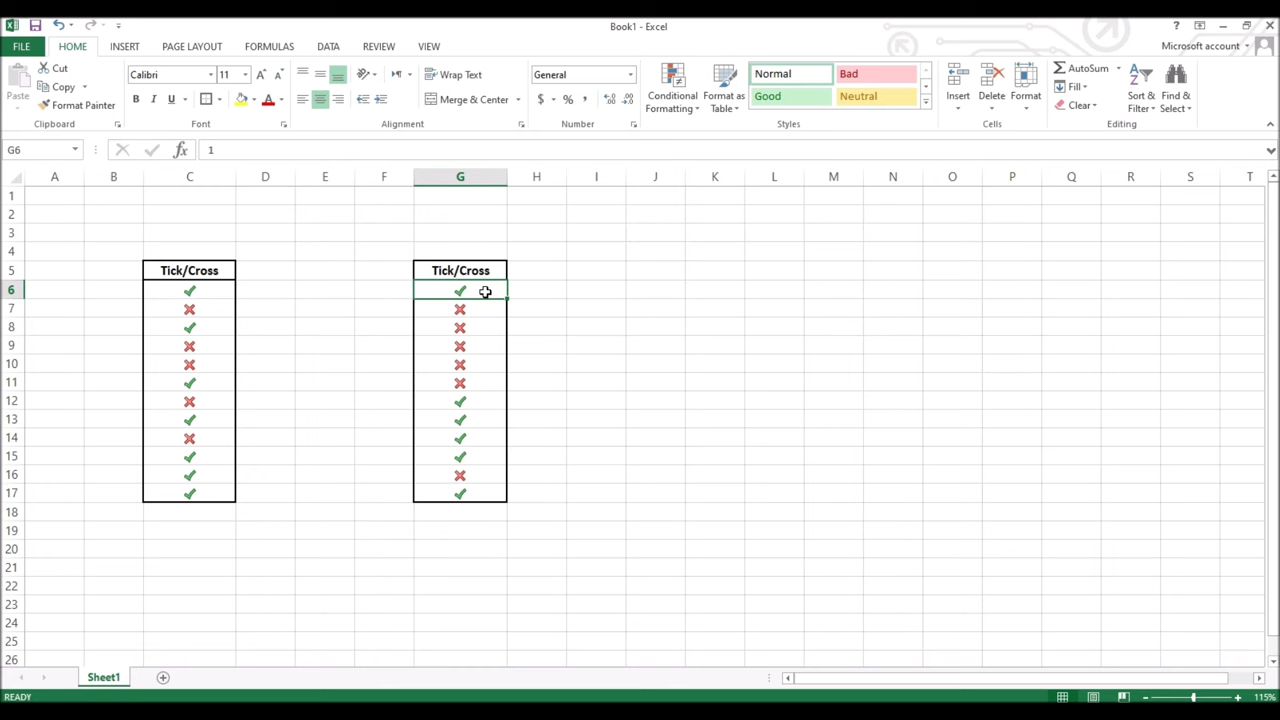 Book1 - Excel
?
FILE HOME INSERT PAGE LAYOUT FORMULAS DATA REVIEW VIEW Microsoft account
Paste Cut Copy Format Painter
Calibri 11 A A
B I U A
Wrap Text
Merge & Center
General
$ % ,
Conditional Formatting
Format as Table
Normal Bad
Good Neutral
Insert Delete Format
AutoSum
Fill
Clear
Sort & Filter
Find & Select
Clipboard Font Alignment Number Styles Cells Editing
G6 fx 1
A B C D E F G H I J K L M N O P Q R S T
1
2
3
4
5 Tick/Cross Tick/Cross
6
7
8
9
10
11
12
13
14
15
16
17
18
19
20
21
22
23
24
25
26
Sheet1
READY 115%